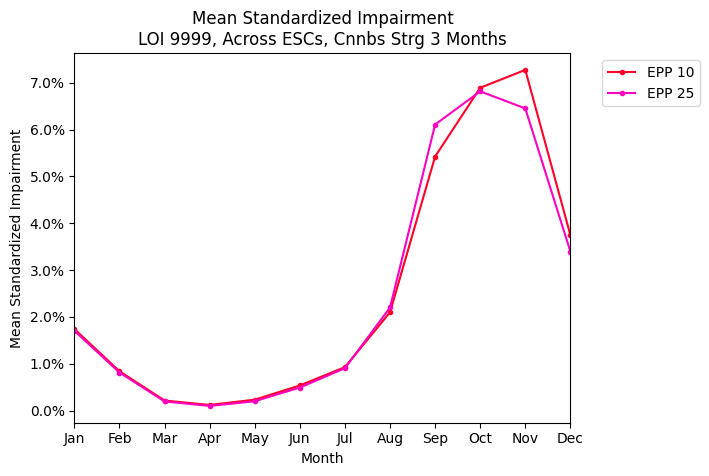 Mean Standardized Impairment
LOI 9999, Across ESCs, Cnnbs Strg 3 Months
EPP 10
EPP 25
Mean Standardized Impairment
7.0%
6.0%
5.0%
4.0%
3.0%
2.0%
1.0%
0.0%
Jan Feb Mar Apr May Jun Jul Aug Sep Oct Nov Dec
Month